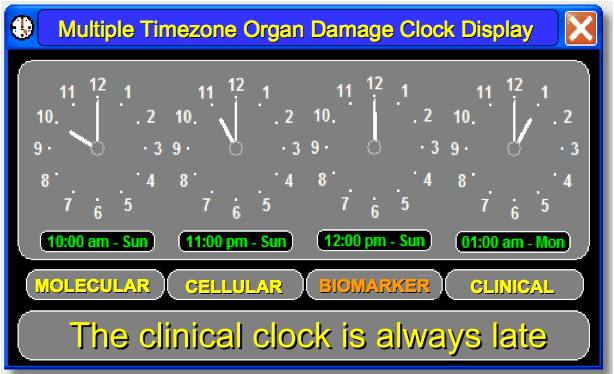 Multiple Timezone Organ Damage Clock Display
12 1 2 3 4 5 6 7 8 9 10 11
12 1 2 3 4 5 6 7 8 9 10 11
12 1 2 3 4 5 6 7 8 9 10 11
12 1 2 3 4 5 6 7 8 9 10 11
10:00 am - Sun
11:00 pm - Sun
12:00 pm - Sun
01:00 am - Mon
MOLECULAR
CELLULAR
BIOMARKER
CLINICAL
The clinical clock is always late